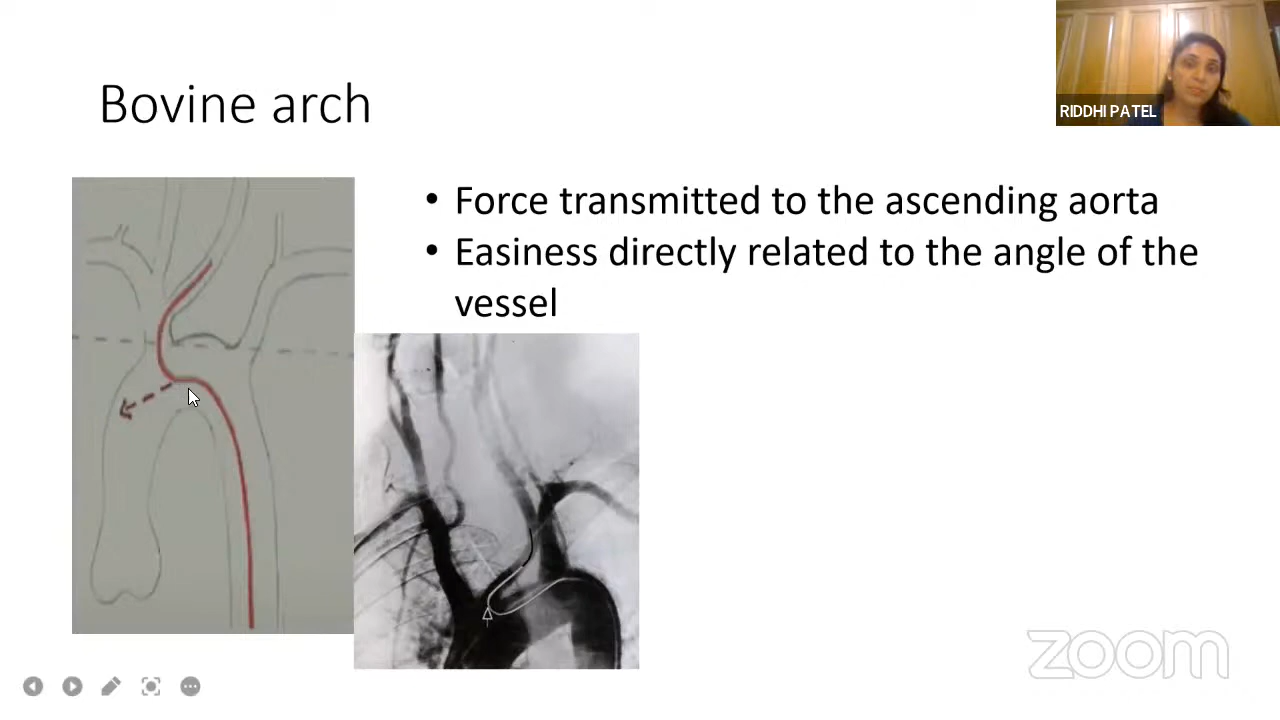 Bovine arch
RIDDHI PATEL
• Force transmitted to the ascending aorta
• Easiness directly related to the angle of the
vessel
zoom